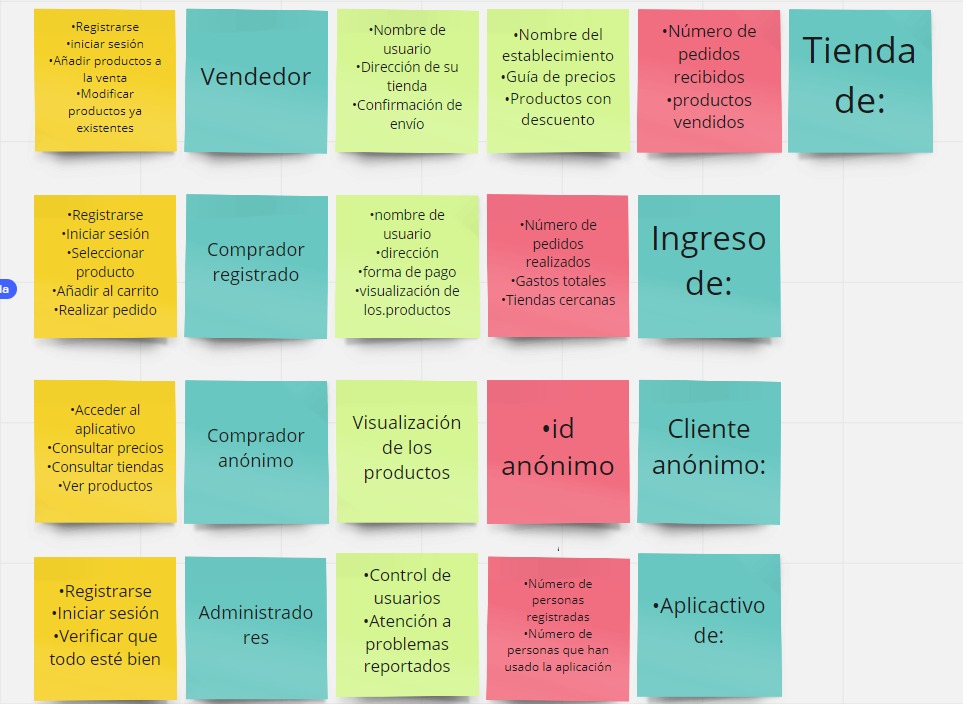 •Registrarse
•iniciar sesión
•Añadir productos a
la venta
•Modificar
productos ya
existentes
Vendedor
•Nombre de
usuario
•Dirección de su
tienda
•Confirmación de
envío
•Nombre del
establecimiento
•Guía de precios
•Productos con
descuento
•Número de
pedidos
recibidos
•productos
vendidos
Tienda
de:
•Registrarse
•Iniciar sesión
•Seleccionar
producto
•Añadir al carrito
•Realizar pedido
Comprador
registrado
•nombre de
usuario
•dirección
•forma de pago
•visualización de
los.productos
•Número de
pedidos
realizados
•Gastos totales
•Tiendas cercanas
Ingreso
de:
la
•Acceder al
aplicativo
•Consultar precios
•Consultar tiendas
•Ver productos
Comprador
anónimo
Visualización
de los
productos
•id
anónimo
Cliente
anónimo:
•Registrarse
•Iniciar sesión
•Verificar que
todo esté bien
Administrado
res
•Control de
usuarios
•Atención a
problemas
reportados
•Número de
personas
registradas
•Número de
personas que han
usado la aplicación
•Aplicactivo
de: